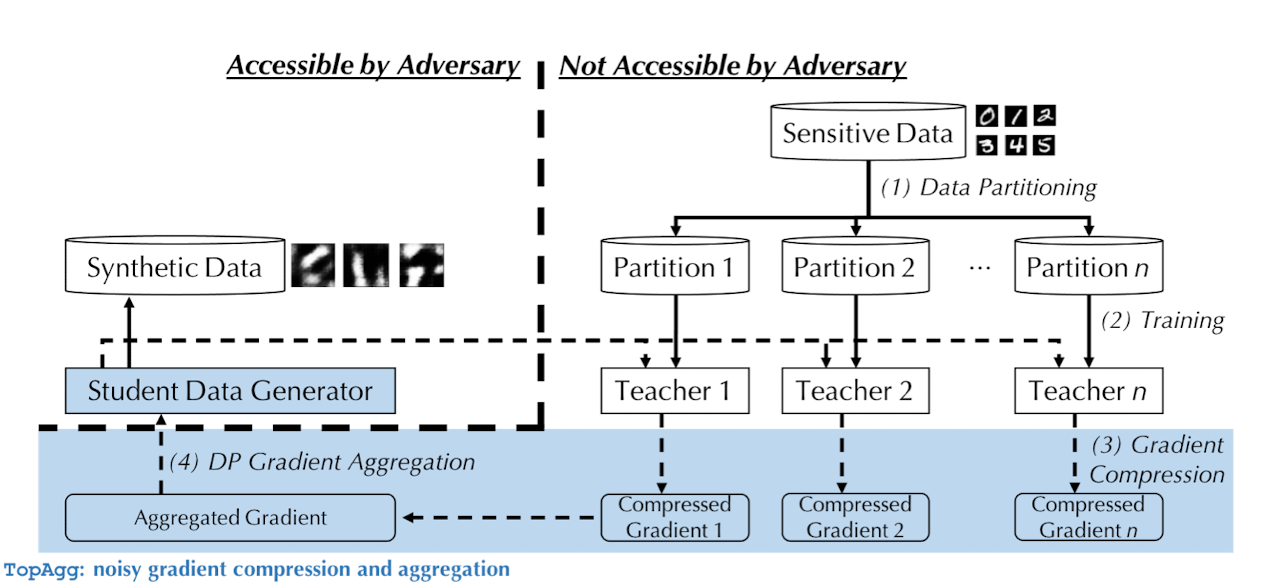 Accessible by Adversary
Not Accessible by Adversary
Sensitive Data
0 1 2
3 4 5
(1) Data Partitioning
Synthetic Data
Partition 1
Partition 2
...
Partition n
(2) Training
Student Data Generator
Teacher 1
Teacher 2
Teacher n
(3) Gradient
Compression
(4) DP Gradient Aggregation
Aggregated Gradient
Compressed
Gradient 1
Compressed
Gradient 2
Compressed
Gradient n
TopAgg: noisy gradient compression and aggregation